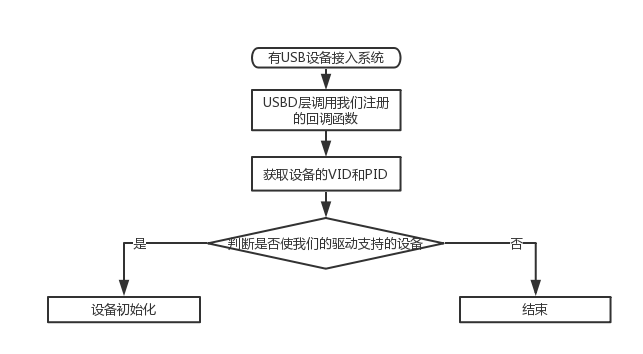 有USB设备接入系统
USBD层调用我们注册
的回调函数
获取设备的VID和PID
判断是否使我们的驱动支持的设备
是
否
设备初始化
结束